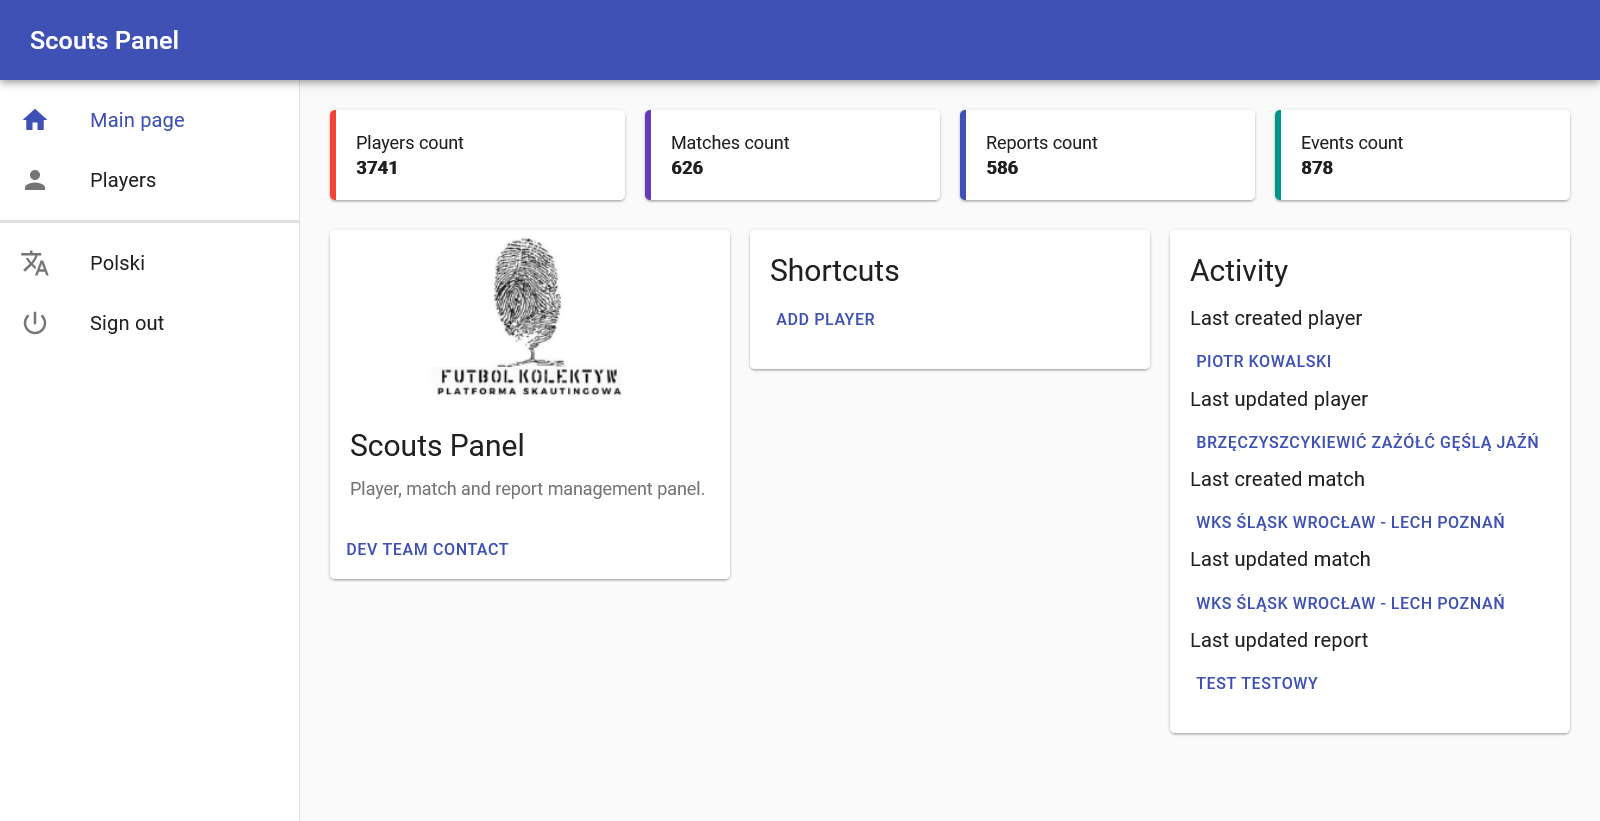 Scouts Panel
Main page
Players
Polski
Sign out
Players count
3741
Matches count
626
Reports count
586
Events count
878
FUTBOL KOLEKTYW
PLATFORMA SKAUTINGOWA
Scouts Panel
Player, match and report management panel.
DEV TEAM CONTACT
Shortcuts
ADD PLAYER
Activity
Last created player
PIOTR KOWALSKI
Last updated player
BRZĘCZYSZCYKIEWIĆ ZAŻÓŁĆ GĘŚLĄ JAŹŃ
Last created match
WKS ŚLĄSK WROCŁAW - LECH POZNAŃ
Last updated match
WKS ŚLĄSK WROCŁAW - LECH POZNAŃ
Last updated report
TEST TESTOWY